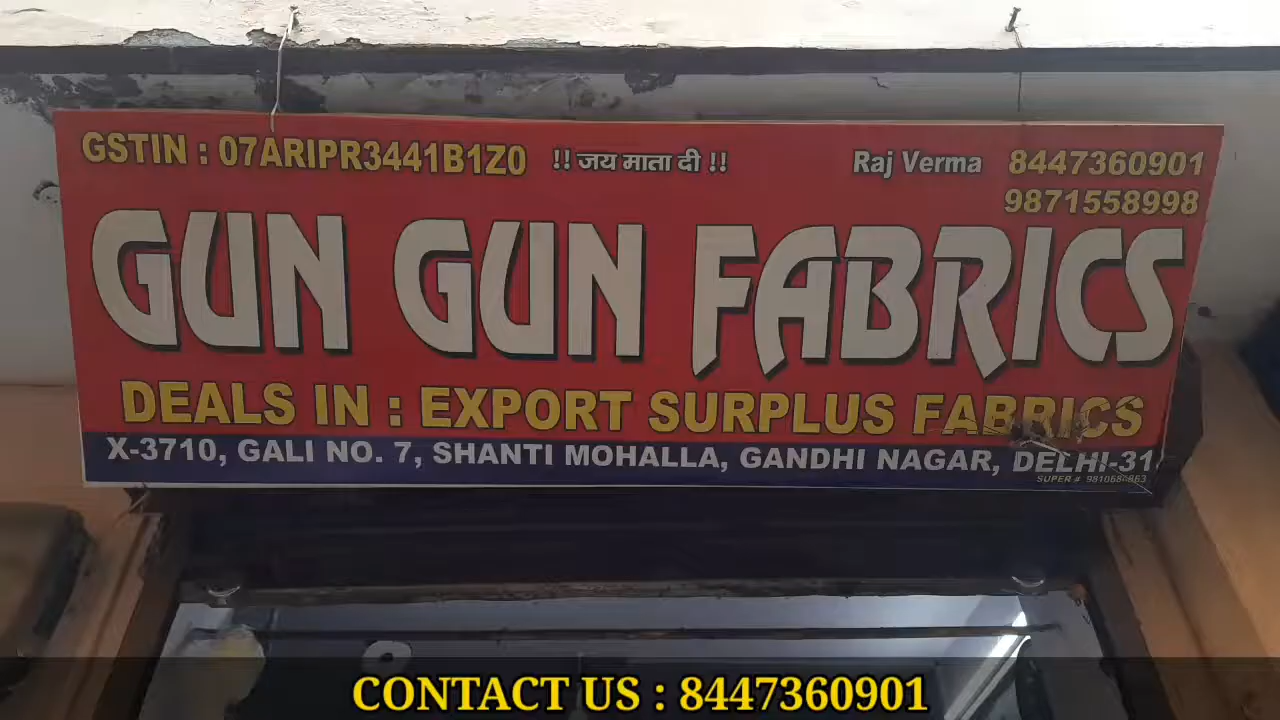 GSTIN : 07ARIPR3441B1Z0 !! जय माता दी !! Raj Verma 8447360901
9871558998
GUN GUN FABRICS
DEALS IN : EXPORT SURPLUS FABRICS
X-3710, GALI NO. 7, SHANTI MOHALLA, GANDHI NAGAR, DELHI-31
SUPER #
CONTACT US : 8447360901